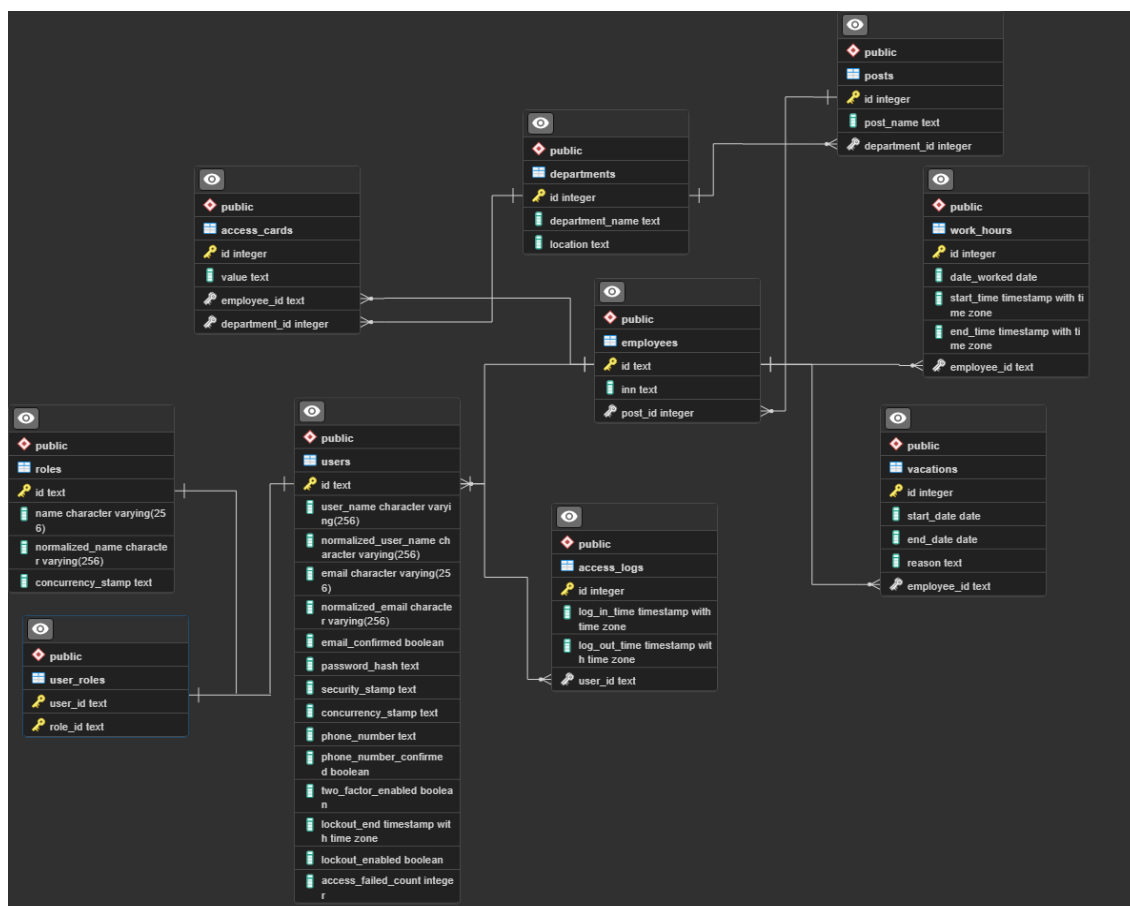 public
posts
id integer
post_name text
department_id integer
public
departments
id integer
department_name text
location text
public
access_cards
id integer
value text
employee_id text
department_id integer
public
work_hours
id integer
date_worked date
start_time timestamp with ti
me zone
end_time timestamp with ti
me zone
employee_id text
public
employees
id text
inn text
post_id integer
public
roles
id text
name character varying(25
6)
normalized_name characte
r varying(256)
concurrency_stamp text
public
users
id text
user_name character varyi
ng(256)
normalized_user_name ch
aracter varying(256)
email character varying(25
6)
normalized_email character
r varying(256)
email_confirmed boolean
password_hash text
security_stamp text
concurrency_stamp text
phone_number text
phone_number_confirme
d boolean
two_factor_enabled boolea
n
lockout_end timestamp wit
h time zone
lockout_enabled boolean
access_failed_count intege
r
public
vacations
id integer
start_date date
end_date date
reason text
employee_id text
public
access_logs
id integer
log_in_time timestamp with
time zone
log_out_time timestamp wit
h time zone
user_id text
public
user_roles
user_id text
role_id text